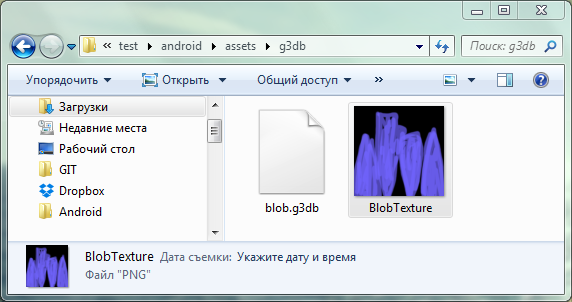 « test ▸ android ▸ assets ▸ g3db
Поиск: g3db
Упорядочить Открыть Общий доступ »
Загрузки
Недавние места
Рабочий стол
GIT
Dropbox
Android
blob.g3db
BlobTexture
BlobTexture Дата съемки: Укажите дату и время
Файл "PNG"